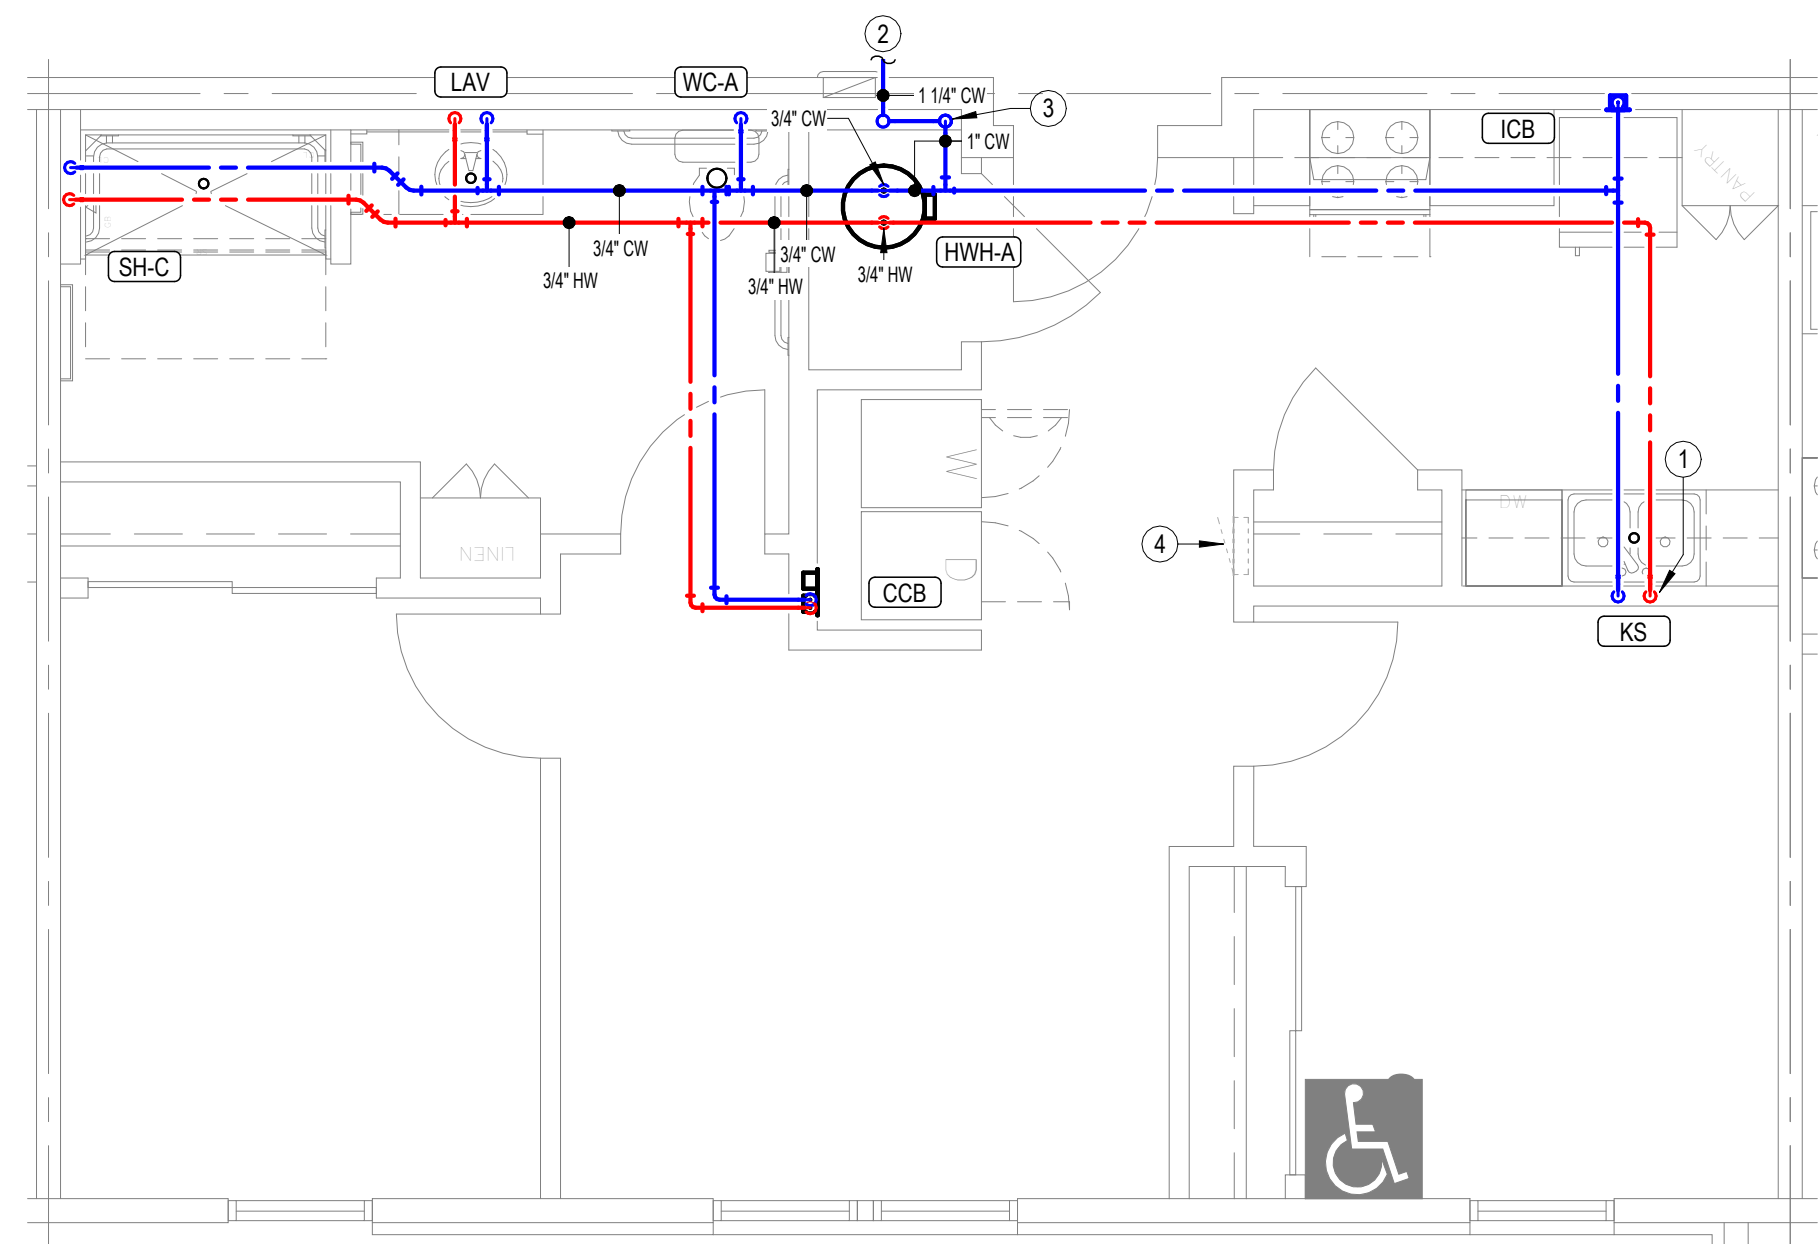 2
LAV
WC-A
1 1/4" CW
3
3/4" CW
ICB
1" CW
PANTRY
3/4" CW
3/4" CW
HWH-A
SH-C
3/4" HW
3/4" HW
3/4" HW
1
DW
4
LINEN
CCB
KS